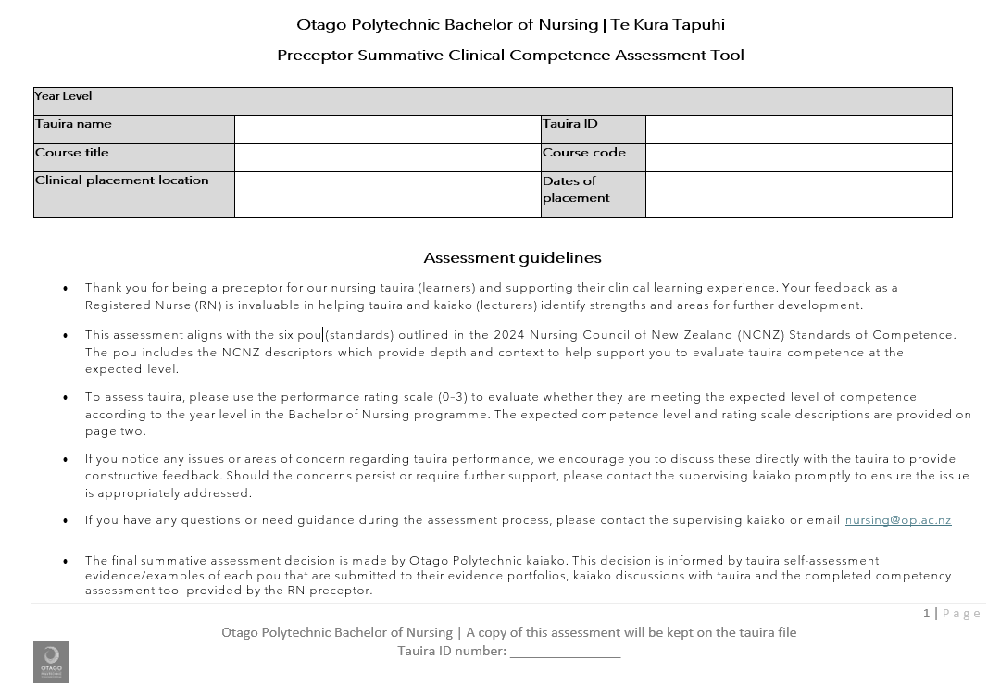 Otago Polytechnic Bachelor of Nursing | Te Kura Tapuhi
Preceptor Summative Clinical Competence Assessment Tool
Year Level
Tauira name
Tauira ID
Course title
Course code
Clinical placement location
Dates of
placement
Assessment guidelines
• Thank you for being a preceptor for our nursing tauira (learners) and supporting their clinical learning experience. Your feedback as a
Registered Nurse (RN) is invaluable in helping tauira and kaiako (lecturers) identify strengths and areas for further development.
• This assessment aligns with the six pou (standards) outlined in the 2024 Nursing Council of New Zealand (NCNZ) Standards of Competence.
The pou includes the NCNZ descriptors which provide depth and context to help support you to evaluate tauira competence at the
expected level.
• To assess tauira, please use the performance rating scale (0-3) to evaluate whether they are meeting the expected level of competence
according to the year level in the Bachelor of Nursing programme. The expected competence level and rating scale descriptions are provided on
page two.
• If you notice any issues or areas of concern regarding tauira performance, we encourage you to discuss these directly with the tauira to provide
constructive feedback. Should the concerns persist or require further support, please contact the supervising kaiako promptly to ensure the issue
is appropriately addressed.
• If you have any questions or need guidance during the assessment process, please contact the supervising kaiako or email nursing@op.ac.nz
• The final summative assessment decision is made by Otago Polytechnic kaiako. This decision is informed by tauira self-assessment
evidence/examples of each pou that are submitted to their evidence portfolios, kaiako discussions with tauira and the completed competency
assessment tool provided by the RN preceptor.
1 | Page
Otago Polytechnic Bachelor of Nursing | A copy of this assessment will be kept on the tauira file
Tauira ID number: _______________
OTAGO